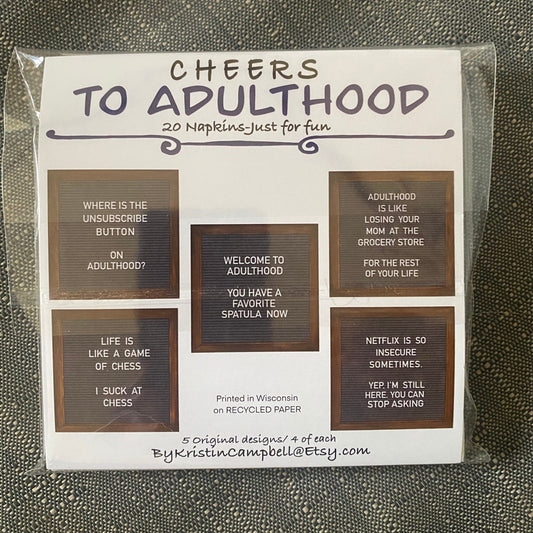 CHEERS
TO ADULTHOOD
20 Napkins-Just for fun
WHERE IS THE
UNSUBSCRIBE
BUTTON
ON
ADULTHOOD?
ADULTHOOD
IS LIKE
LOSING YOUR
MOM AT THE
GROCERY STORE
FOR THE REST
OF YOUR LIFE
WELCOME TO
ADULTHOOD
YOU HAVE A
FAVORITE
SPATULA NOW
LIFE IS
LIKE A GAME
OF CHESS
I SUCK AT
CHESS
NETFLIX IS SO
INSECURE
SOMETIMES.
YEP, I'M STILL
HERE. YOU CAN
STOP ASKING
Printed in Wisconsin
on RECYCLED PAPER
5 Original designs/ 4 of each
ByKristinCampbell@Etsy.com